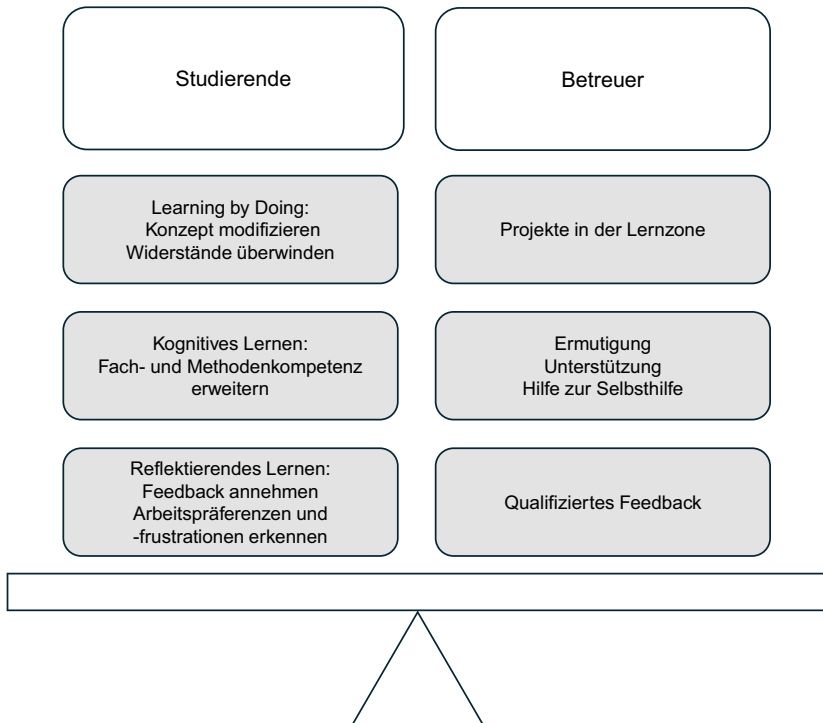 Studierende
Betreuer
Learning by Doing:
Konzept modifizieren
Widerstände überwinden
Projekte in der Lernzone
Kognitives Lernen:
Fach- und Methodenkompetenz
erweitern
Ermutigung
Unterstützung
Hilfe zur Selbsthilfe
Reflektierendes Lernen:
Feedback annehmen
Arbeitspräferenzen und
-frustrationen erkennen
Qualifiziertes Feedback